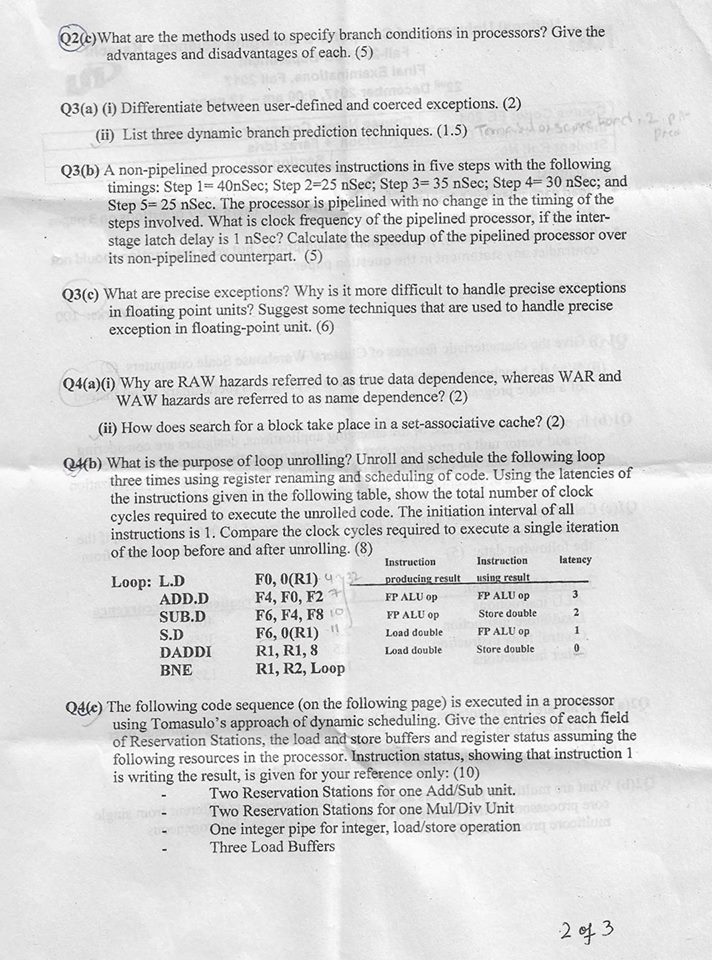 Q2(c) What are the methods used to specify branch conditions in processors? Give the
advantages and disadvantages of each. (5)
Q3(a) (i) Differentiate between user-defined and coerced exceptions. (2)
(ii) List three dynamic branch prediction techniques. (1.5)
Q3(b) A non-pipelined processor executes instructions in five steps with the following
timings: Step 1= 40nSec; Step 2=25 nSec; Step 3= 35 nSec; Step 4= 30 nSec; and
Step 5= 25 nSec. The processor is pipelined with no change in the timing of the
steps involved. What is clock frequency of the pipelined processor, if the inter-
stage latch delay is 1 nSec? Calculate the speedup of the pipelined processor over
its non-pipelined counterpart. (5)
Q3(c) What are precise exceptions? Why is it more difficult to handle precise exceptions
in floating point units? Suggest some techniques that are used to handle precise
exception in floating-point unit. (6)
Q4(a)(i) Why are RAW hazards referred to as true data dependence, whereas WAR and
WAW hazards are referred to as name dependence? (2)
(ii) How does search for a block take place in a set-associative cache? (2)
Q4(b) What is the purpose of loop unrolling? Unroll and schedule the following loop
three times using register renaming and scheduling of code. Using the latencies of
the instructions given in the following table, show the total number of clock
cycles required to execute the unrolled code. The initiation interval of all
instructions is 1. Compare the clock cycles required to execute a single iteration
of the loop before and after unrolling. (8)
Instruction Instruction latency
producing result using result
Loop: L.D F0, 0(R1)
ADD.D F4, F0, F2 7
SUB.D F6, F4, F8 10
S.D F6, 0(R1) 11
DADDI R1, R1, 8
BNE R1, R2, Loop
FP ALU op FP ALU op 3
FP ALU op Store double 2
Load double FP ALU op 1
Load double Store double 0
Q4(c) The following code sequence (on the following page) is executed in a processor
using Tomasulo's approach of dynamic scheduling. Give the entries of each field
of Reservation Stations, the load and store buffers and register status assuming the
following resources in the processor. Instruction status, showing that instruction 1
is writing the result, is given for your reference only: (10)
- Two Reservation Stations for one Add/Sub unit.
- Two Reservation Stations for one Mul/Div Unit
- One integer pipe for integer, load/store operation
- Three Load Buffers
2 of 3